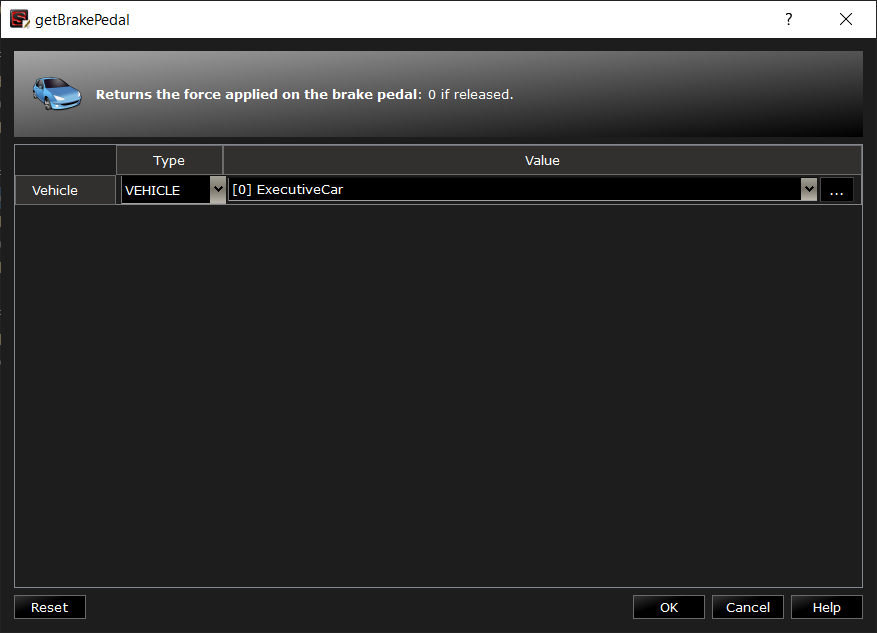 getBrakePedal ?
Returns the force applied on the brake pedal: 0 if released.
Type Value
Vehicle VEHICLE [0] ExecutiveCar ...
Reset OK Cancel Help